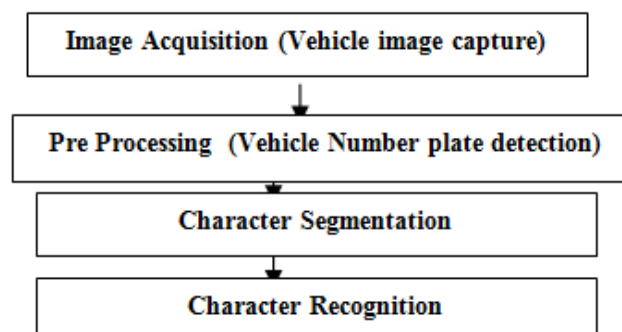 Image Acquisition (Vehicle image capture)
Pre Processing (Vehicle Number plate detection)
Character Segmentation
Character Recognition